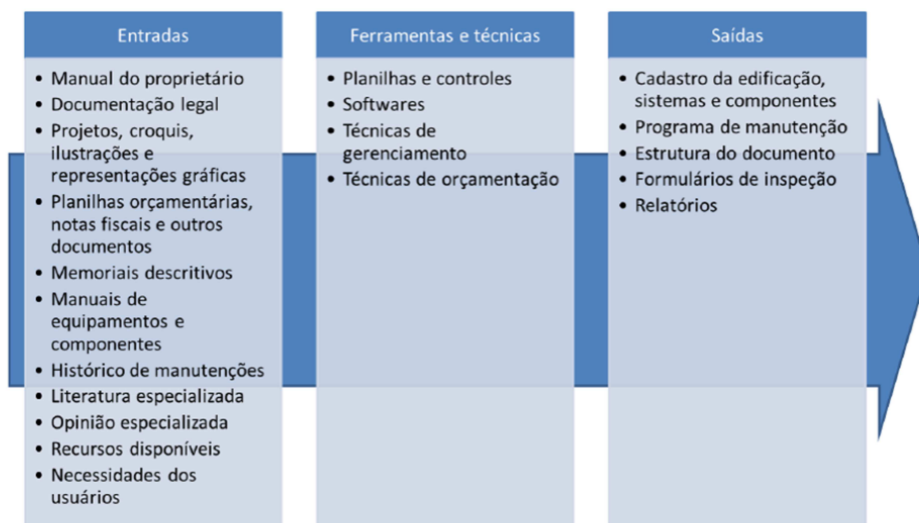 Entradas
• Manual do proprietário
• Documentação legal
• Projetos, croquis,
ilustrações e
representações gráficas
• Planilhas orçamentárias,
notas fiscais e outros
documentos
• Memoriais descritivos
• Manuais de
equipamentos e
componentes
• Histórico de manutenções
• Literatura especializada
• Opinião especializada
• Recursos disponíveis
• Necessidades dos
usuários
Ferramentas e técnicas
• Planilhas e controles
• Softwares
• Técnicas de
gerenciamento
• Técnicas de orçamentação
Saídas
• Cadastro da edificação,
sistemas e componentes
• Programa de manutenção
• Estrutura do documento
• Formulários de inspeção
• Relatórios